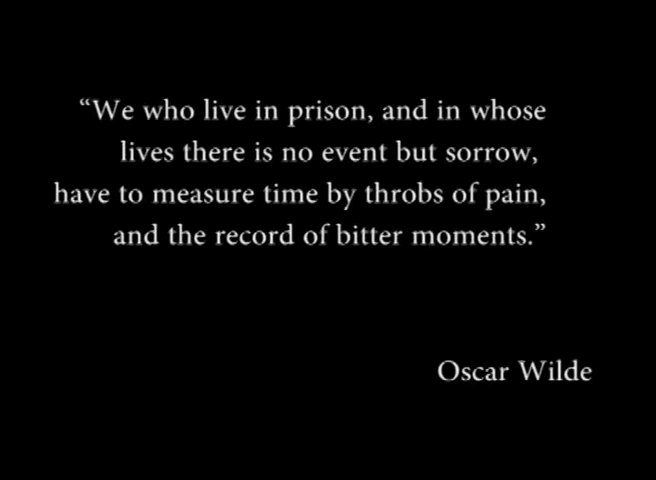 “We who live in prison, and in whose
lives there is no event but sorrow,
have to measure time by throbs of pain,
and the record of bitter moments.”
Oscar Wilde